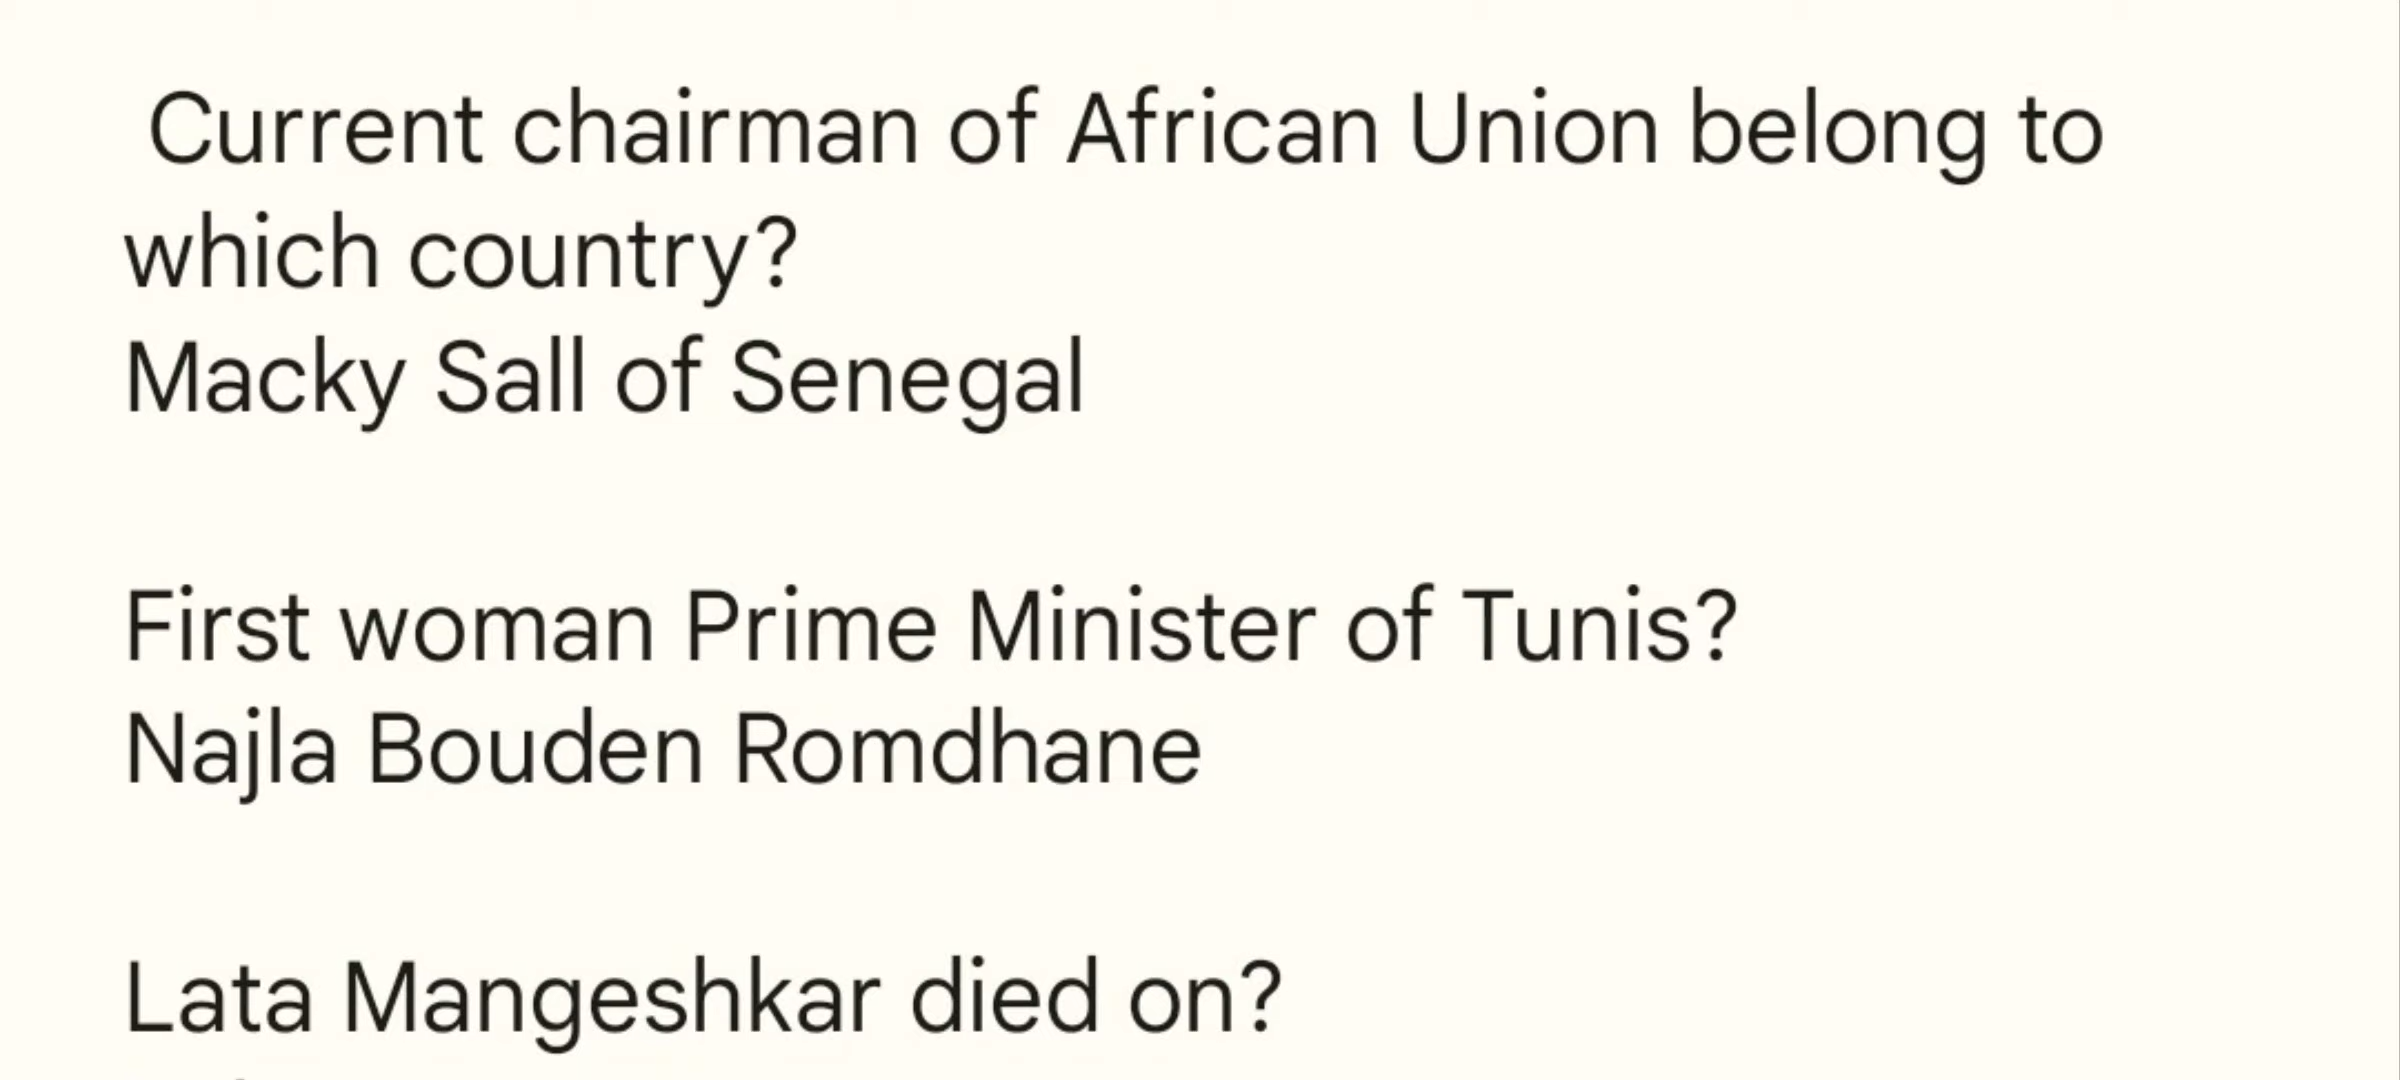 Current chairman of African Union belong to
which country?
Macky Sall of Senegal
First woman Prime Minister of Tunis?
Najla Bouden Romdhane
Lata Mangeshkar died on?